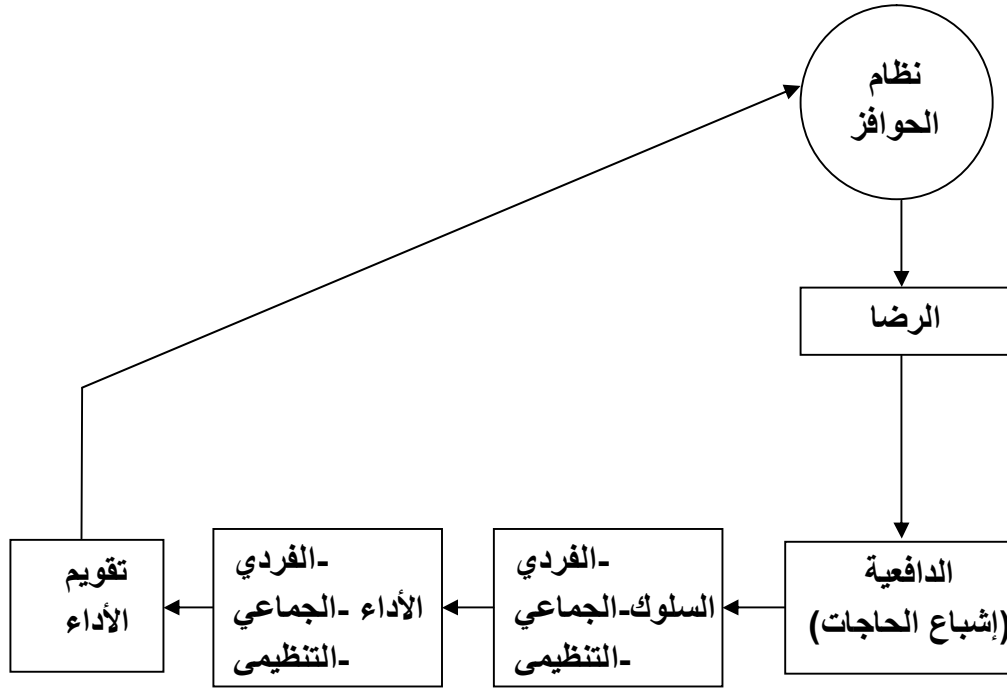 نظام
الحوافز
الرضا
الدافعية
(إشباع الحاجات)
-الفردي
السلوك-الجماعي
-التنظيمى
-الفردي
الأداء -الجماعي
-التنظيمى
تقويم
الأداء